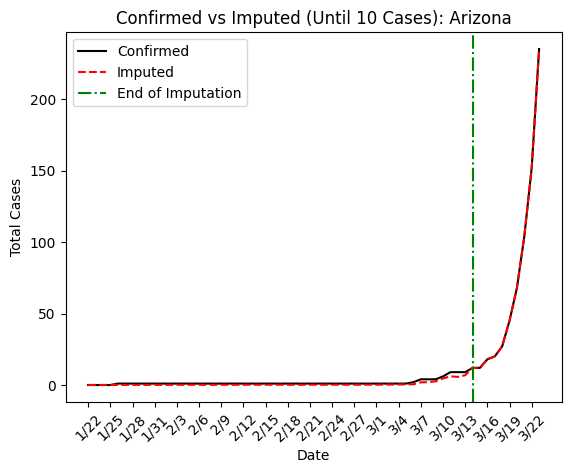 Confirmed vs Imputed (Until 10 Cases): Arizona
Confirmed
Imputed
End of Imputation
Total Cases
200
150
100
50
0
1/22 1/25 1/28 1/31 2/3 2/6 2/9 2/12 2/15 2/18 2/21 2/24 2/27 3/1 3/4 3/7 3/10 3/13 3/16 3/19 3/22
Date